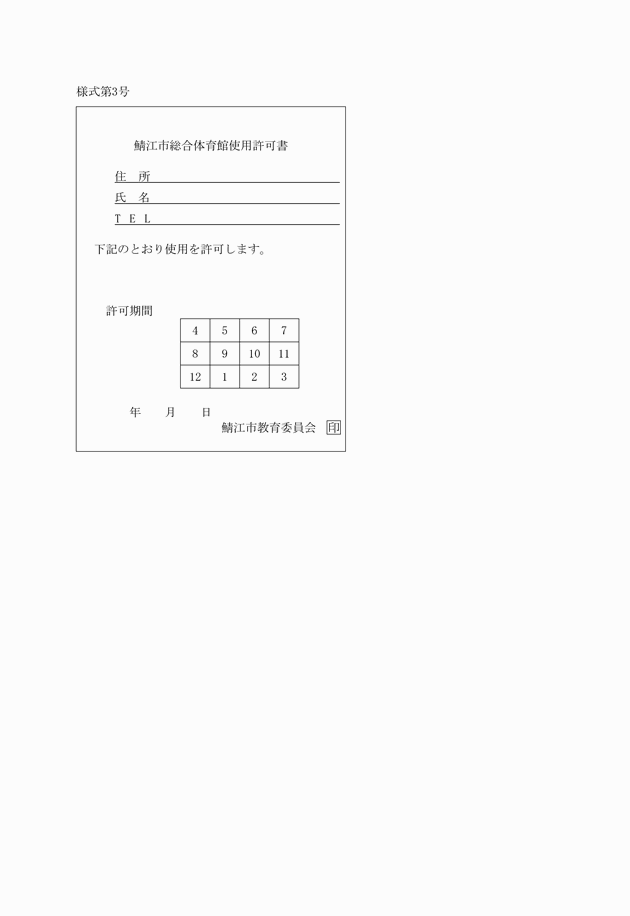 様式第3号
鯖江市総合体育館使用許可書
住　所
氏　名
T E L
下記のとおり使用を許可します。
許可期間
4 5 6 7
8 9 10 11
12 1 2 3
年　月　日
鯖江市教育委員会　印